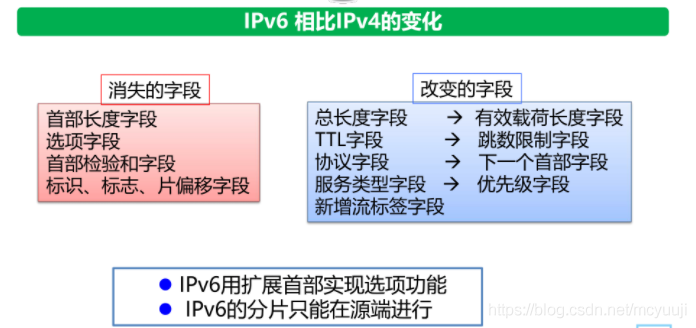 IPv6 相比IPv4的变化
消失的字段
首部长度字段
选项字段
首部检验和字段
标识、标志、片偏移字段
改变的字段
总长度字段 → 有效载荷长度字段
TTL字段 → 跳数限制字段
协议字段 → 下一个首部字段
服务类型字段 → 优先级字段
新增流标签字段
● IPv6用扩展首部实现选项功能
● IPv6的分片只能在源端进行
https://blog.csdn.net/mcyuuji